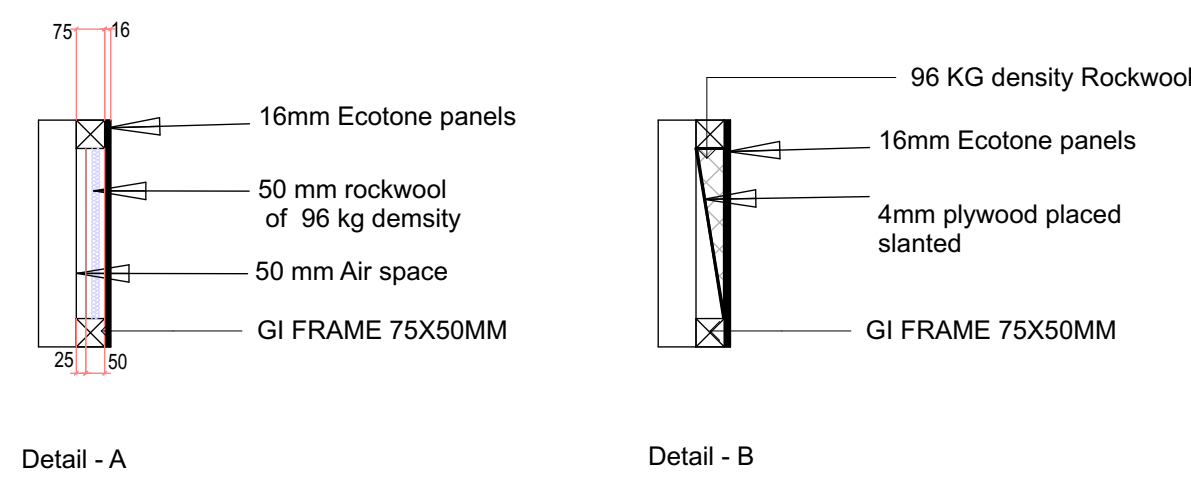 75
16
16mm Ecotone panels
50 mm rockwool
of 96 kg demsity
50 mm Air space
GI FRAME 75X50MM
25
50
Detail - A
96 KG density Rockwool
16mm Ecotone panels
4mm plywood placed
slanted
GI FRAME 75X50MM
Detail - B